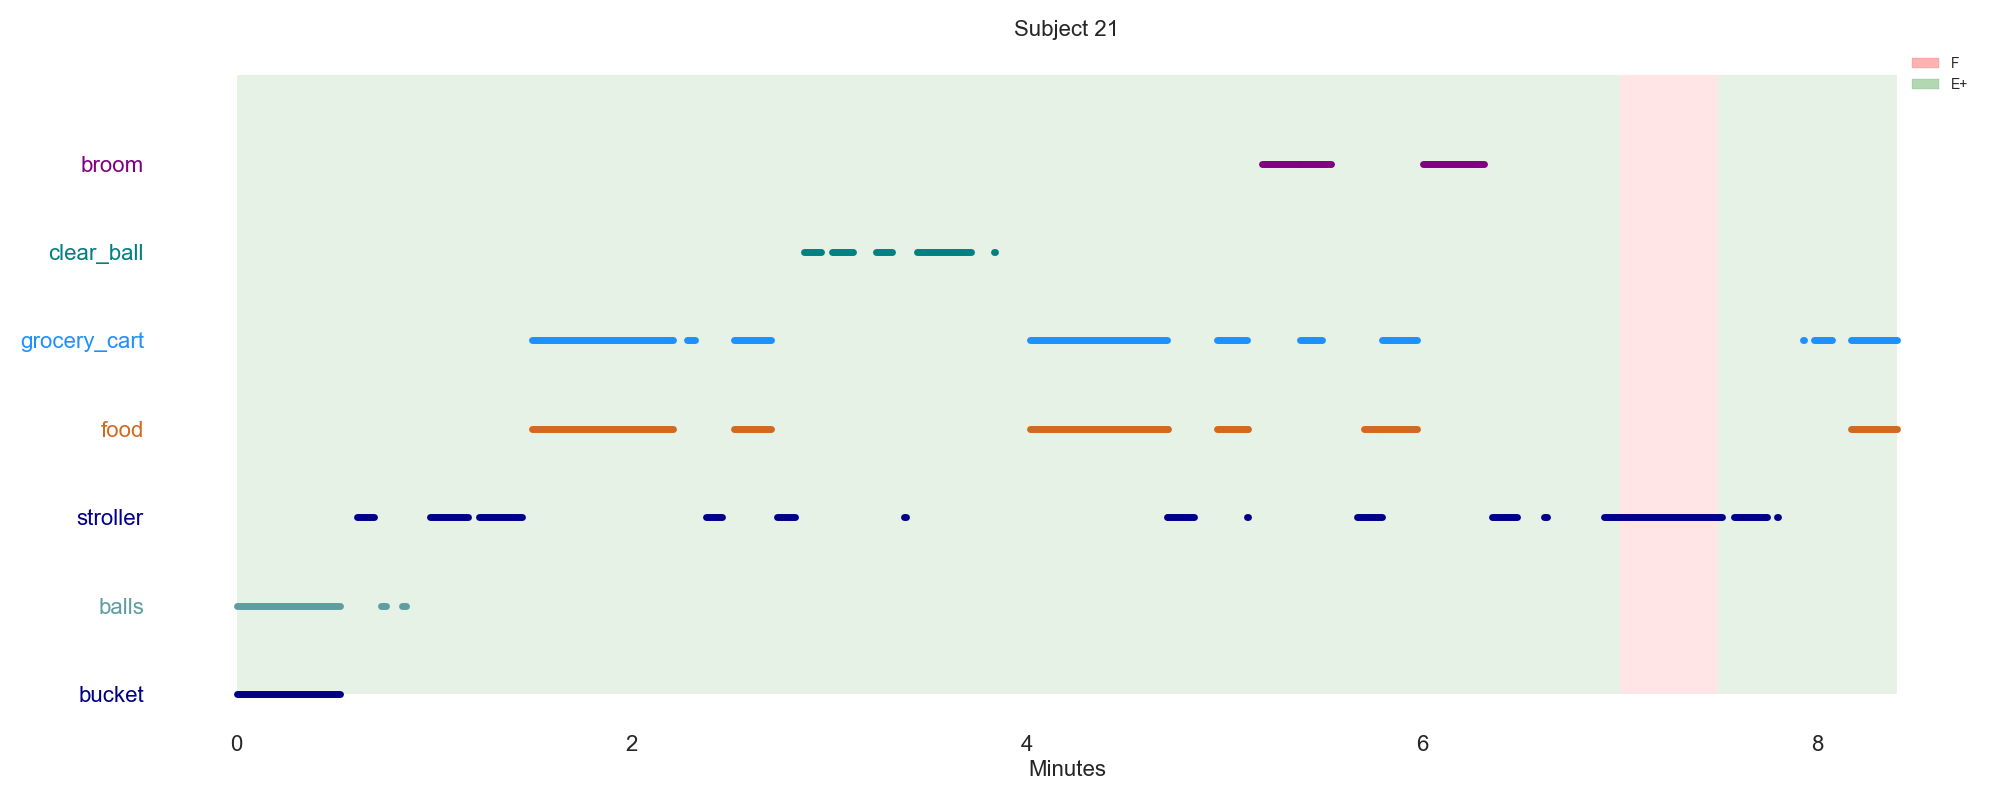 Subject 21
F
E+
broom
clear_ball
grocery_cart
food
stroller
balls
bucket
0 2 4 6 8
Minutes